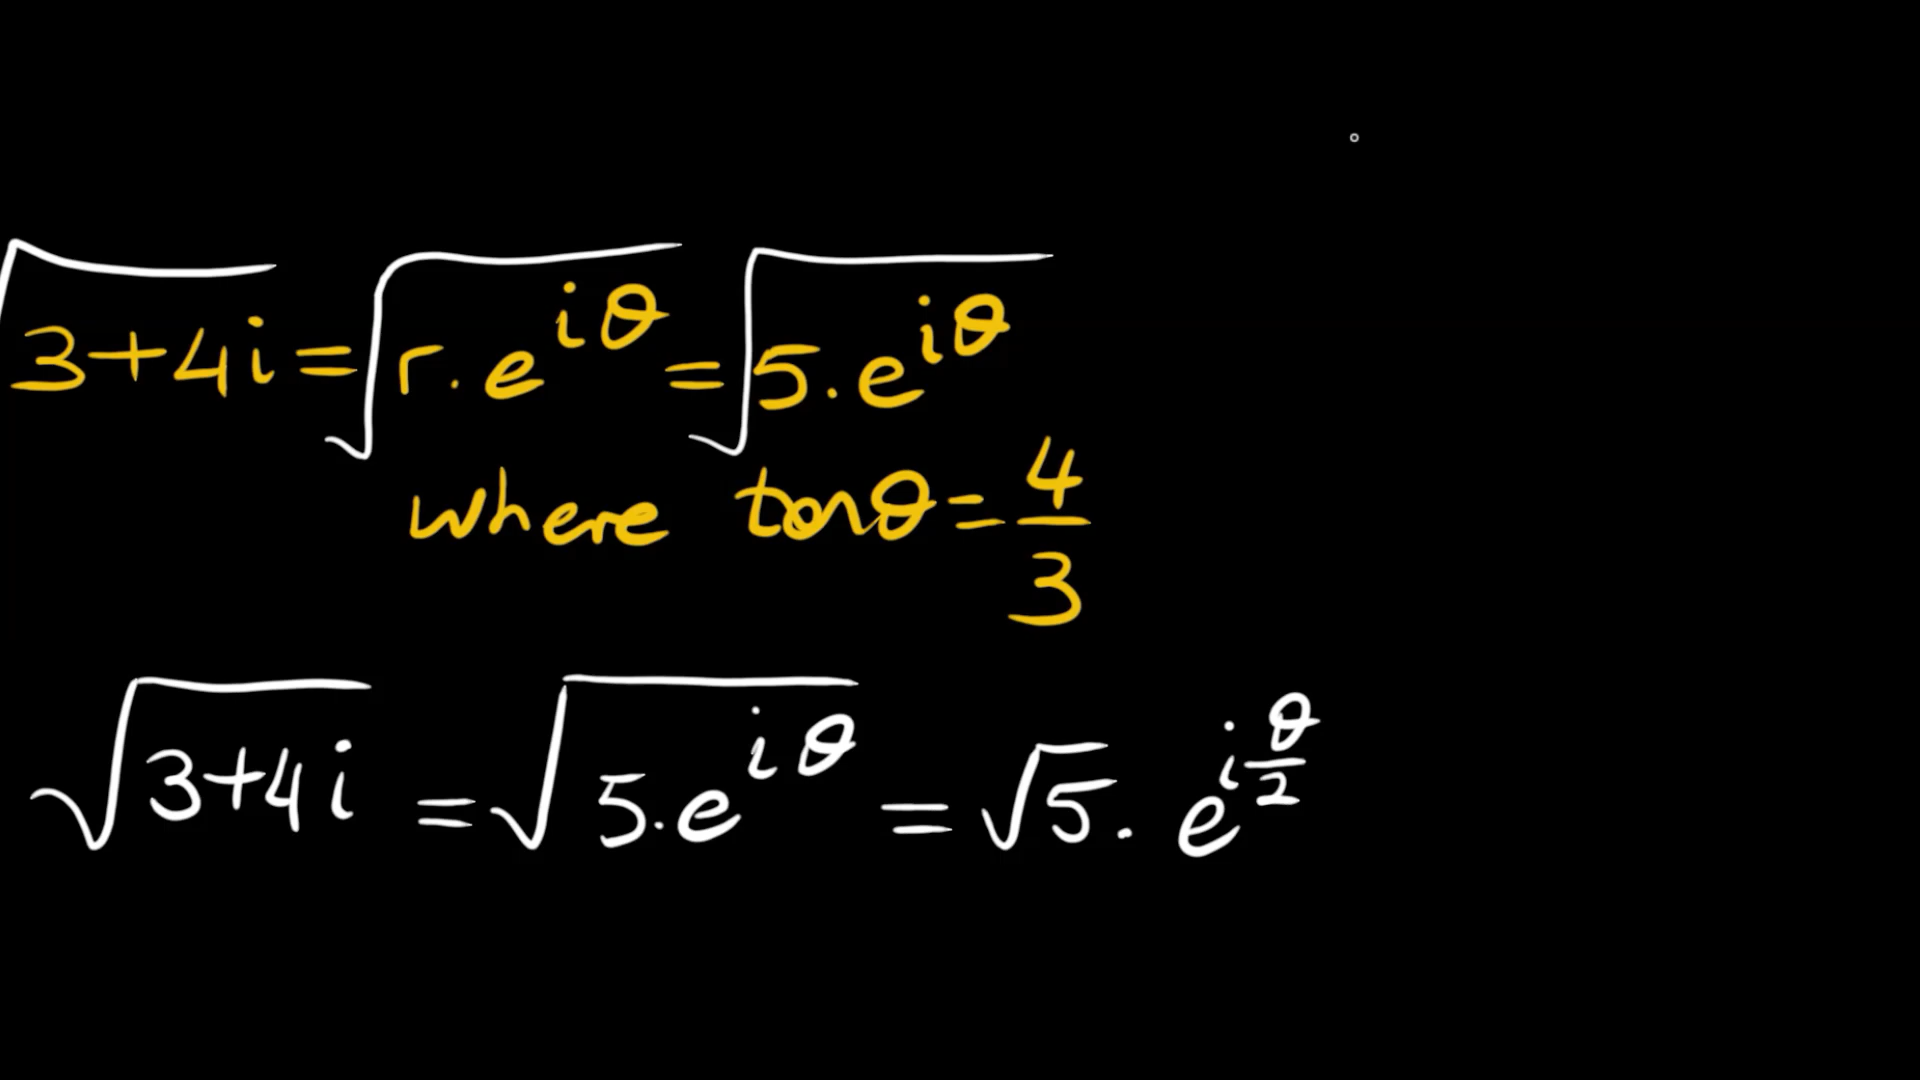 √(3+4i) = √(r.e^{iθ}) = √(5.e^{iθ})
where tanθ = 4/3
√(3+4i) = √(5.e^{iθ}) = √5. e^{iθ/2}